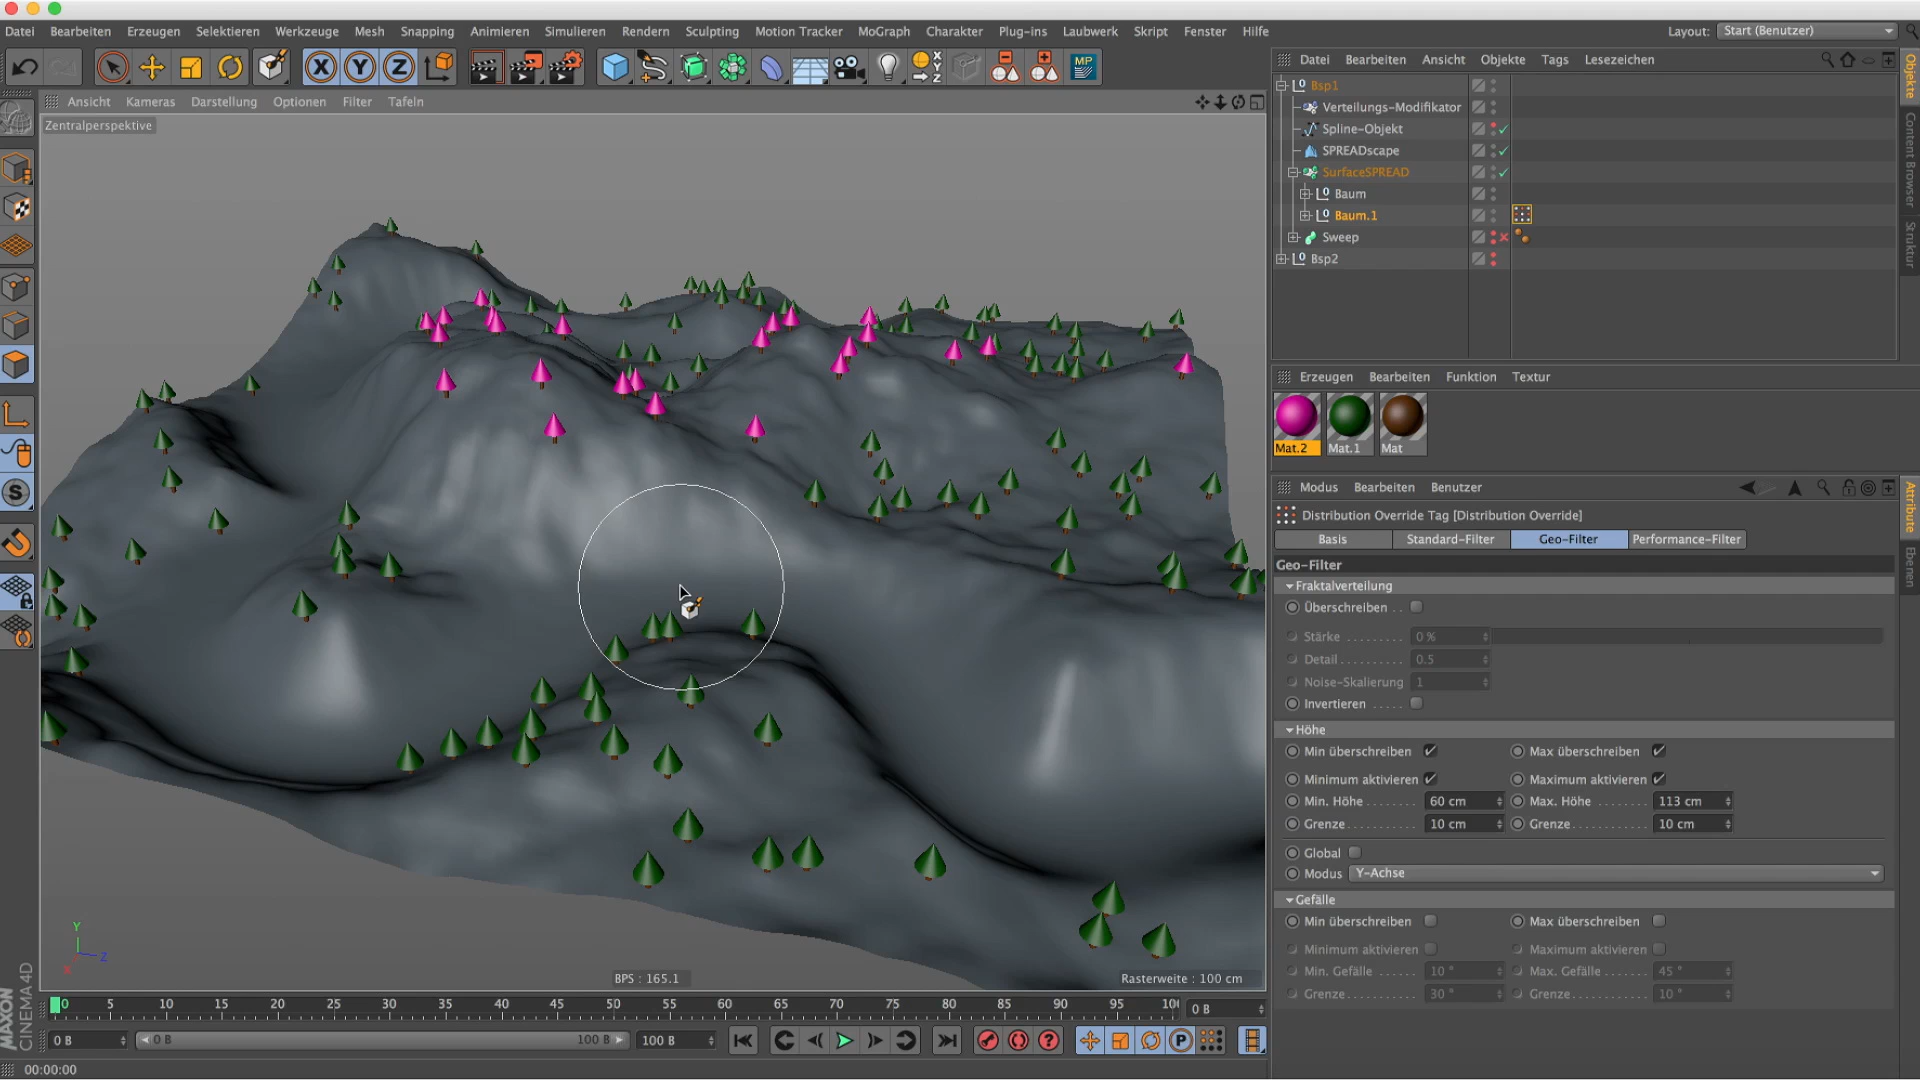 Datei Bearbeiten Erzeugen Selektieren Werkzeuge Mesh Snapping Animieren Simulieren Rendern Sculpting Motion Tracker MoGraph Charakter Plug-ins Laubwerk Skript Fenster Hilfe
Layout: Start (Benutzer)
X Y Z
X Y Z
MP
Ansicht Kameras Darstellung Optionen Filter Tafeln
Zentralperspektive
BPS : 165.1
Rasterweite : 100 cm
Y
Z
X
S
MAXON
CINEMA 4D
Datei Bearbeiten Ansicht Objekte Tags Lesezeichen
Bsp1
Verteilungs-Modifikator
Spline-Objekt
SPREADscape
SurfaceSPREAD
Baum
Baum.1
Sweep
Bsp2
Objekte
Content Browser
Struktur
Erzeugen Bearbeiten Funktion Textur
Mat.2 Mat.1 Mat
Modus Bearbeiten Benutzer
Distribution Override Tag [Distribution Override]
Basis Standard-Filter Geo-Filter Performance-Filter
Geo-Filter
Fraktalverteilung
Überschreiben . .
Stärke . . . . . . . . . 0 %
Detail . . . . . . . . . . 0.5
Noise-Skalierung 1
Invertieren . . . . .
Höhe
Min überschreiben Max überschreiben
Minimum aktivieren Maximum aktivieren
Min. Höhe . . . . . . . . 60 cm Max. Höhe . . . . . . . . 113 cm
Grenze . . . . . . . . . . . 10 cm Grenze . . . . . . . . . . . 10 cm
Global
Modus Y-Achse
Gefälle
Min überschreiben Max überschreiben
Minimum aktivieren Maximum aktivieren
Min. Gefälle . . . . . . 10 ° Max. Gefälle . . . . . . 45 °
Grenze . . . . . . . . . . . 30 ° Grenze . . . . . . . . . . . 10 °
Attribute
Ebenen
0 5 10 15 20 25 30 35 40 45 50 55 60 65 70 75 80 85 90 95 10
0 B
0 B 0 B 100 B 100 B
P
00:00:00